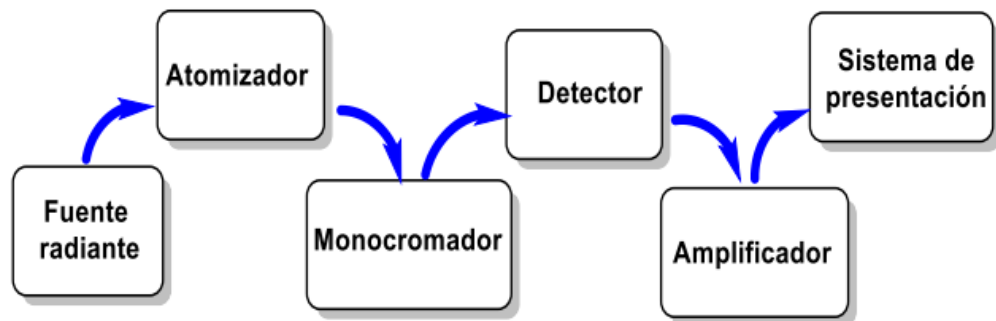 Fuente
radiante
Atomizador
Monocromador
Detector
Amplificador
Sistema de
presentación